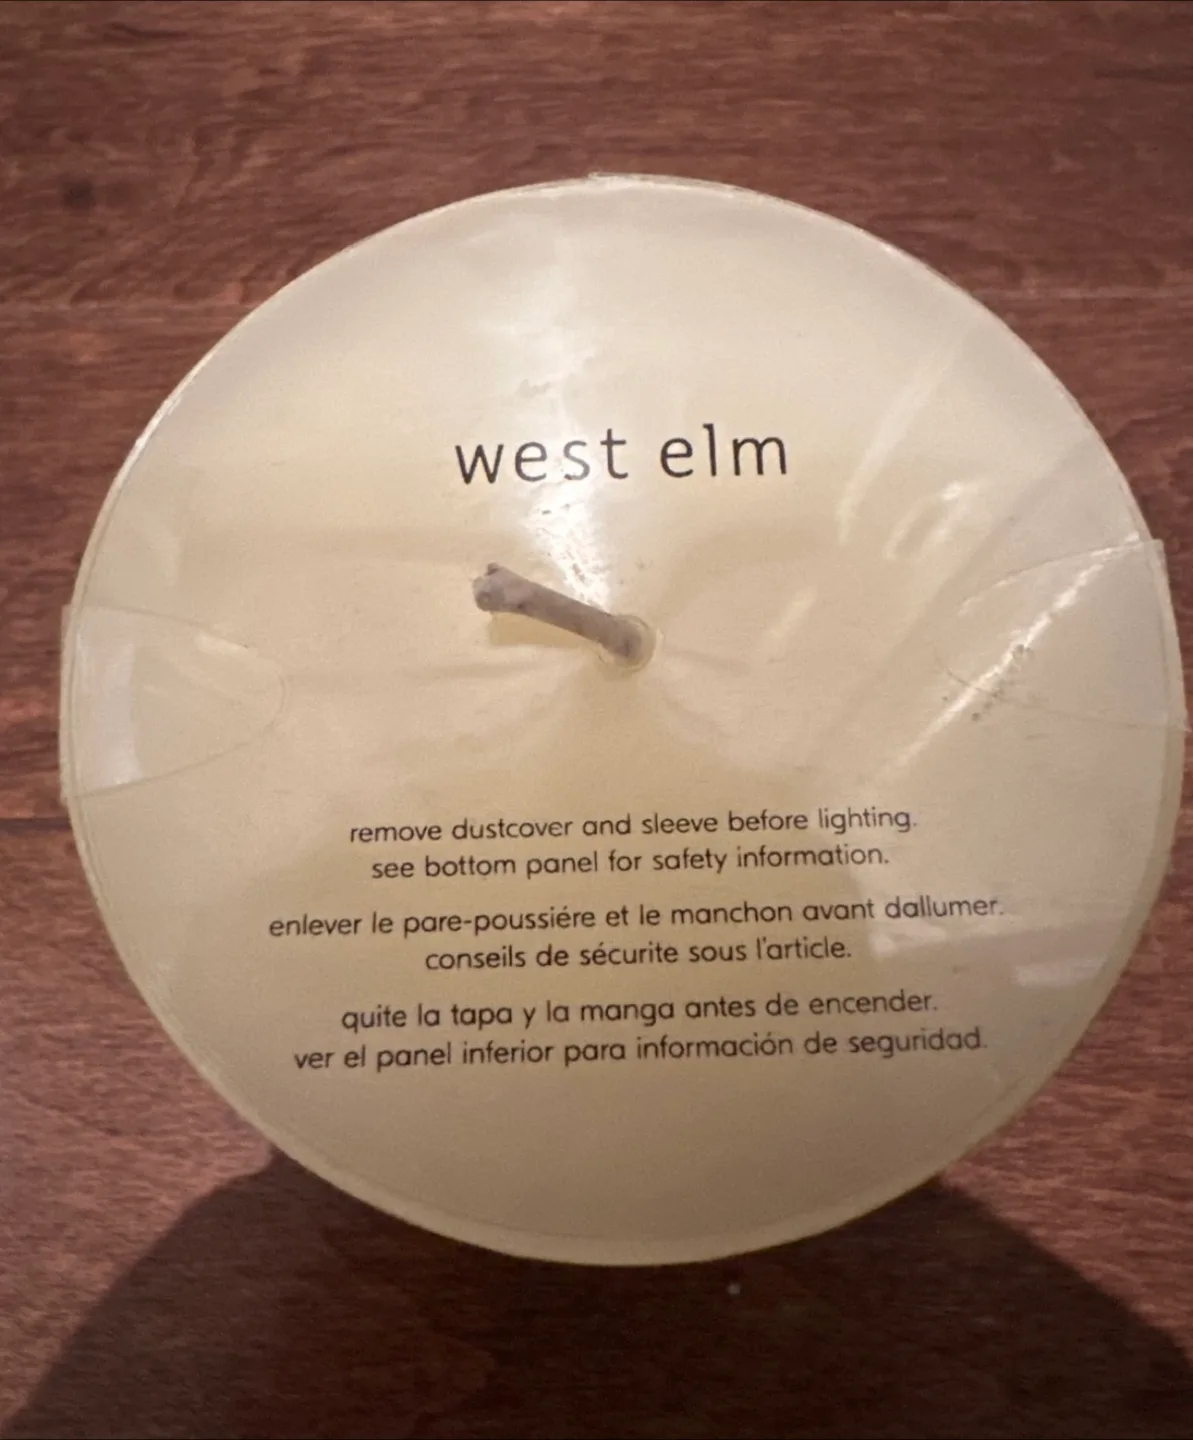 west elm
remove dustcover and sleeve before lighting.
see bottom panel for safety information.
enlever le pare-poussiére et le manchon avant dallumer.
conseils de sécurite sous l'article.
quite la tapa y la manga antes de encender.
ver el panel inferior para información de seguridad.